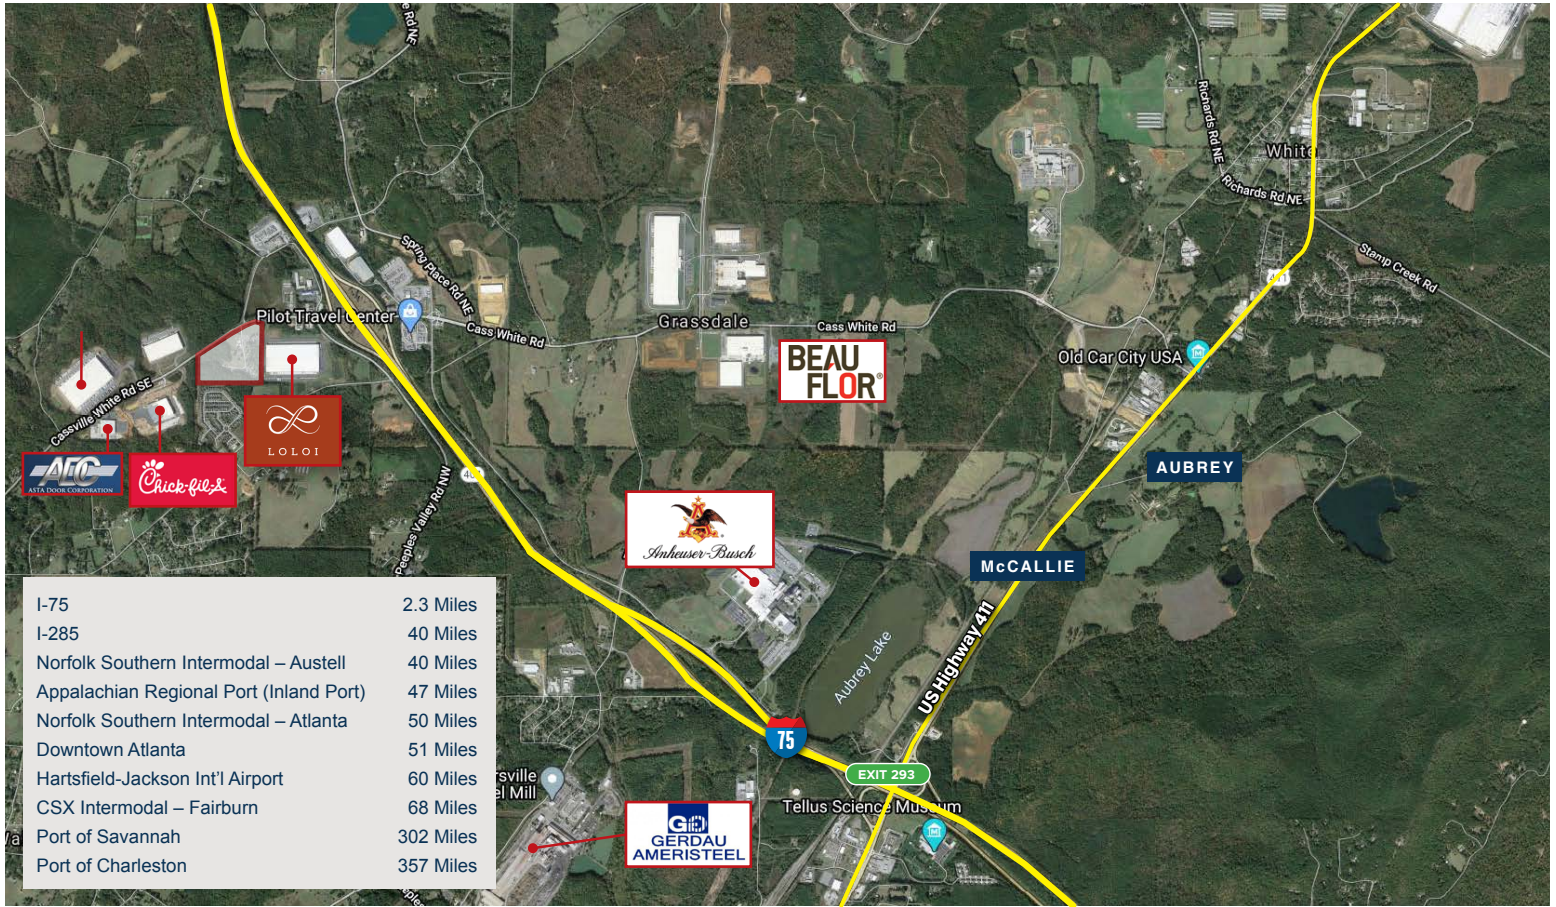 e Rd NE
Richards Rd NE
White
Richards Rd NE
Stamp Creek Rd
411
Spring Place Rd NE
Pilot Travel Center
Cass White Rd
Grassdale
Cass White Rd
BEAU
FLOR®
Old Car City USA
Cassville White Rd SE
LOLOI
ADC
ASTA DOOR CORPORATION
Chick-fil-A
AUBREY
Peeples Valley Rd NW
Anheuser-Busch
McCALLIE
US Highway 411
Aubrey Lake
I-75 2.3 Miles
I-285 40 Miles
Norfolk Southern Intermodal – Austell 40 Miles
Appalachian Regional Port (Inland Port) 47 Miles
Norfolk Southern Intermodal – Atlanta 50 Miles
Downtown Atlanta 51 Miles
Hartsfield-Jackson Int'l Airport 60 Miles
CSX Intermodal – Fairburn 68 Miles
Port of Savannah 302 Miles
Port of Charleston 357 Miles
75
EXIT 293
rsville
el Mill
Tellus Science Museum
GERDAU
AMERISTEEL